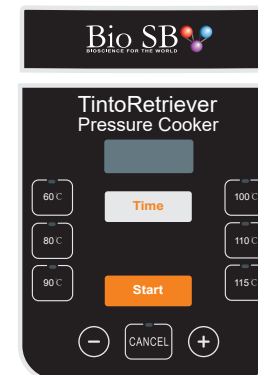 Bio SB
BIOSCIENCE FOR THE WORLD
TintoRetriever
Pressure Cooker
60°C
Time
100°C
80°C
110°C
90°C
Start
115°C
−
CANCEL
+